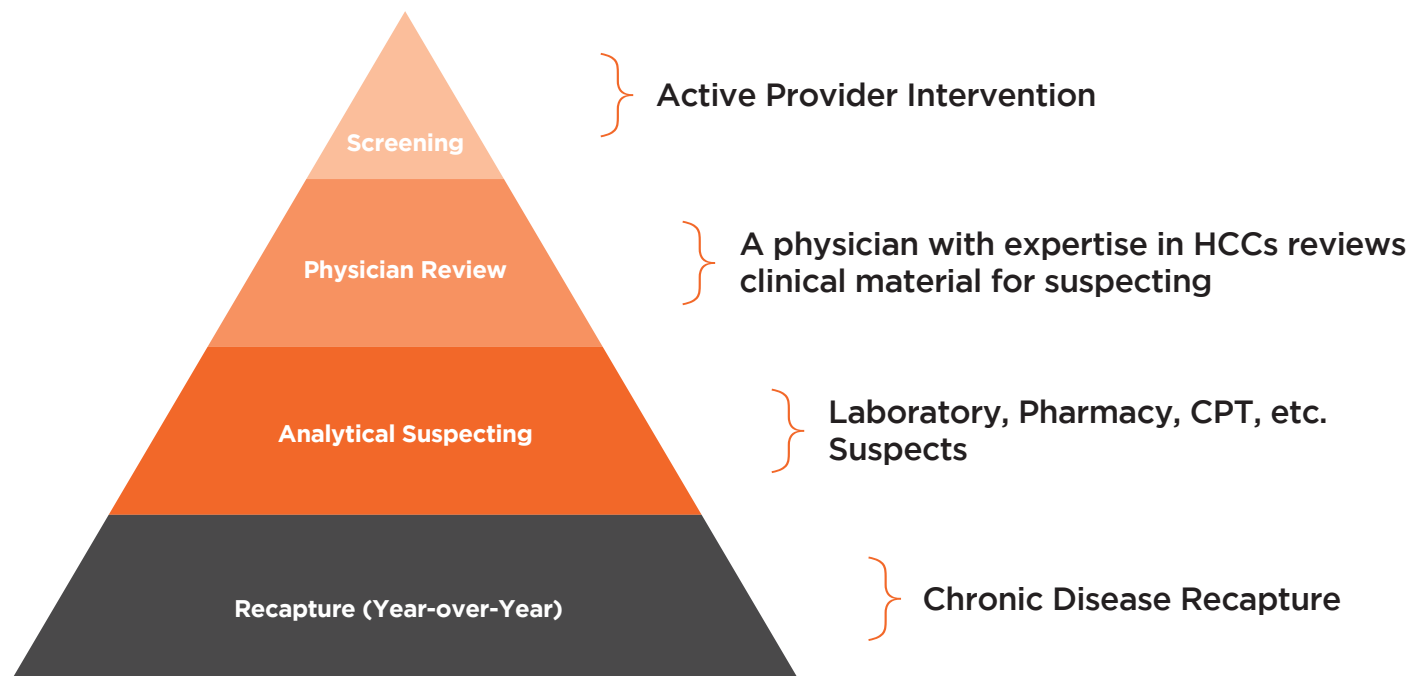 Active Provider Intervention
Screening
A physician with expertise in HCCs reviews
clinical material for suspecting
Physician Review
Laboratory, Pharmacy, CPT, etc.
Suspects
Analytical Suspecting
Chronic Disease Recapture
Recapture (Year-over-Year)